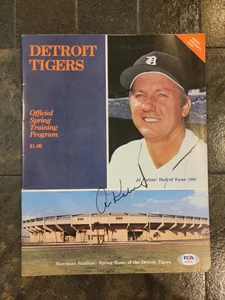 DETROIT
TIGERS
Official
Spring
Training
Program
$1.00
Al Kaline: Hall of Fame 1980
Marchant Stadium: Spring Home of the Detroit Tigers
PSA